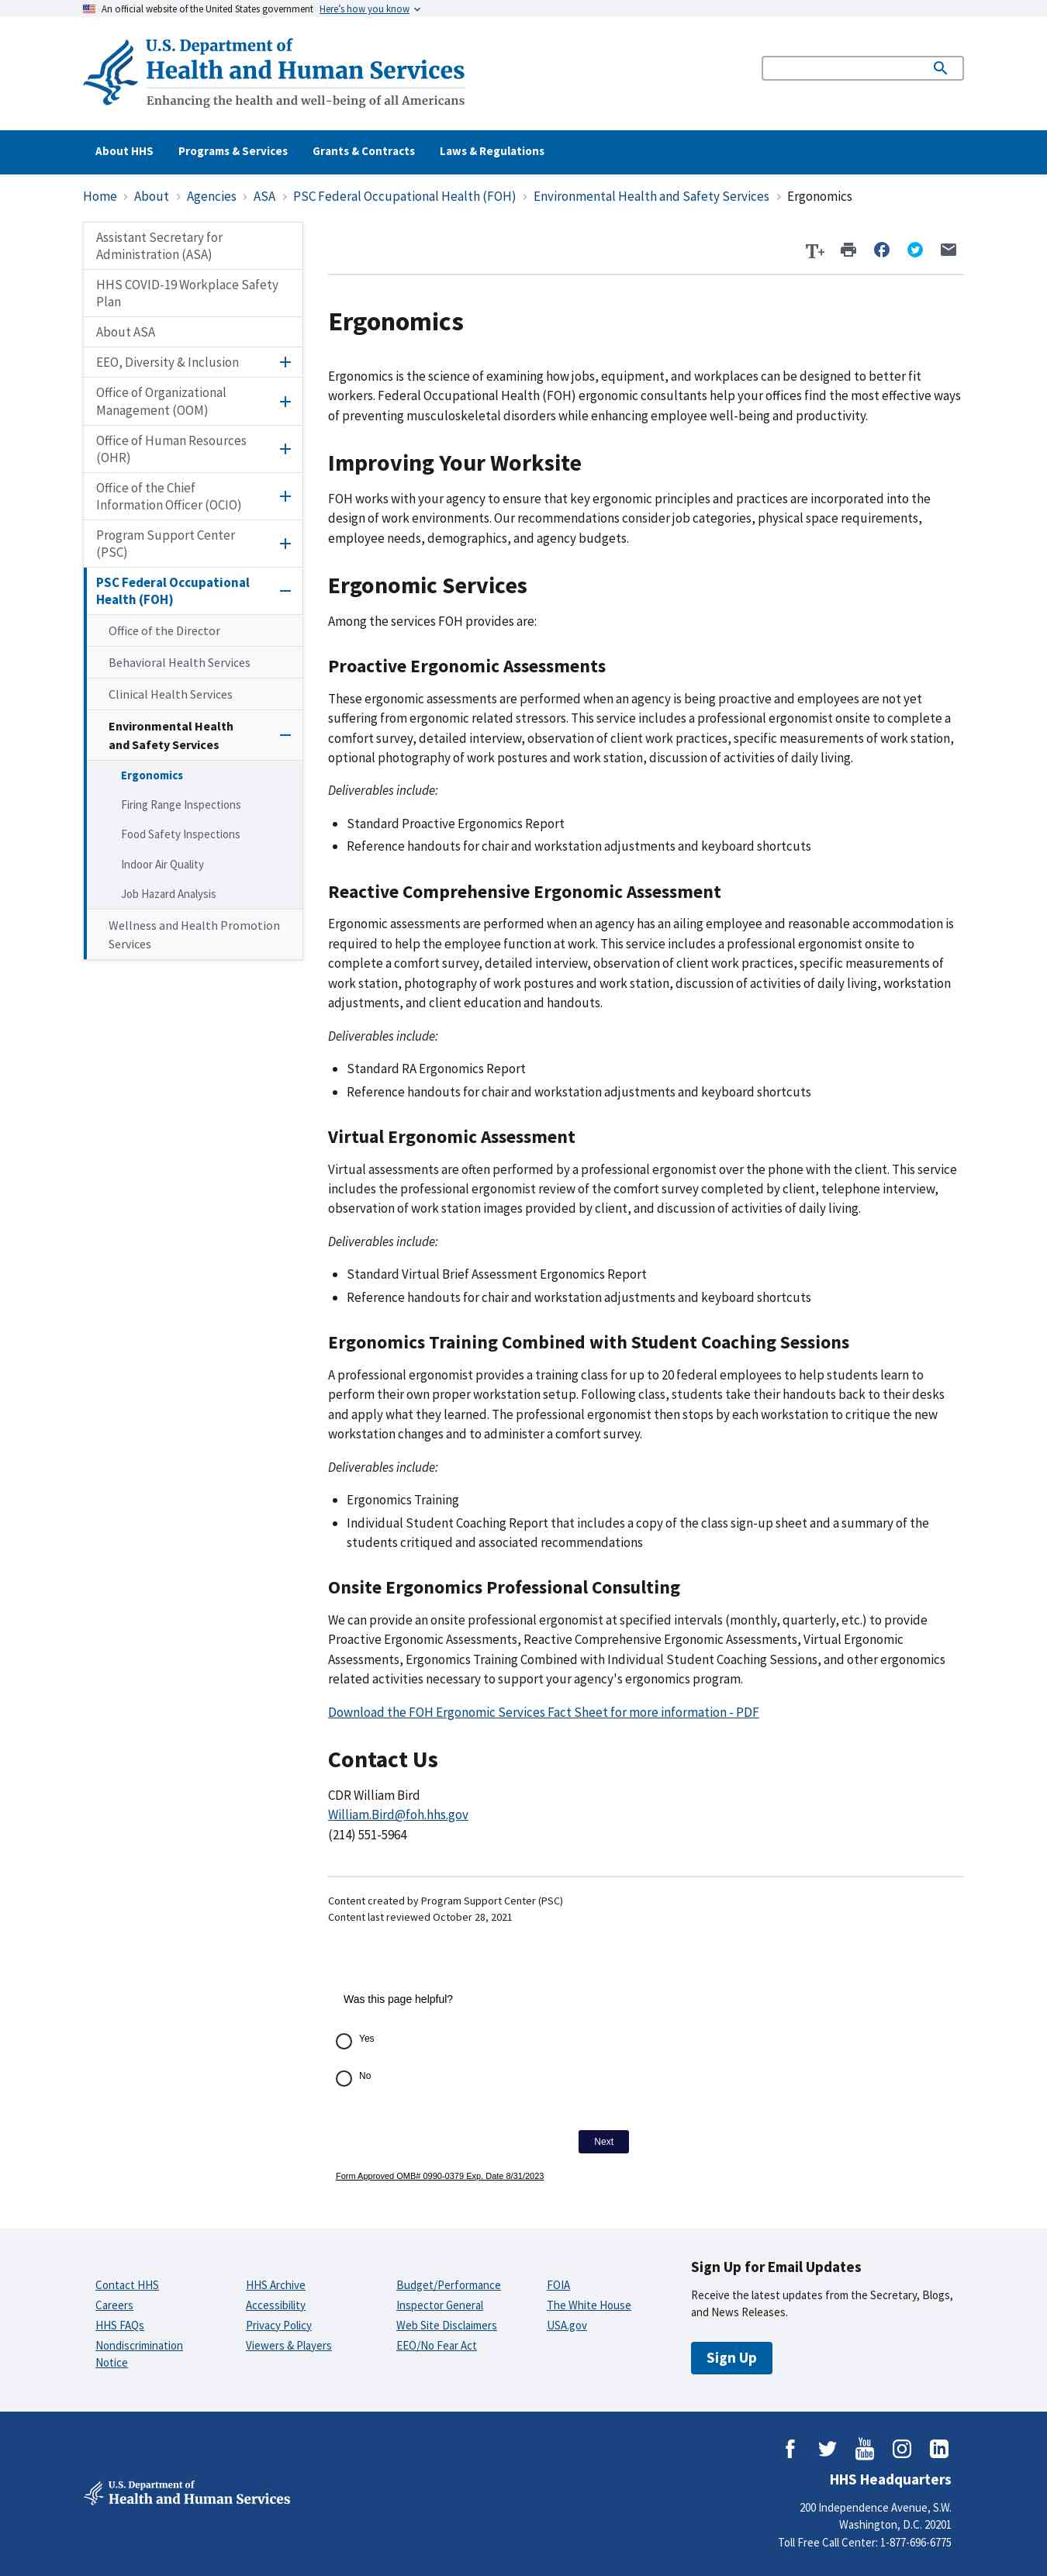 An official website of the United States government Here's how you know
U.S. Department of
Health and Human Services
Enhancing the health and well-being of all Americans
About HHS Programs & Services Grants & Contracts Laws & Regulations
Home About Agencies ASA PSC Federal Occupational Health (FOH) Environmental Health and Safety Services Ergonomics
Assistant Secretary for
Administration (ASA)
HHS COVID-19 Workplace Safety
Plan
About ASA
EEO, Diversity & Inclusion
Office of Organizational
Management (OOM)
Office of Human Resources
(OHR)
Office of the Chief
Information Officer (OCIO)
Program Support Center
(PSC)
PSC Federal Occupational
Health (FOH)
Office of the Director
Behavioral Health Services
Clinical Health Services
Environmental Health
and Safety Services
Ergonomics
Firing Range Inspections
Food Safety Inspections
Indoor Air Quality
Job Hazard Analysis
Wellness and Health Promotion
Services
T+
Ergonomics
Ergonomics is the science of examining how jobs, equipment, and workplaces can be designed to better fit
workers. Federal Occupational Health (FOH) ergonomic consultants help your offices find the most effective ways
of preventing musculoskeletal disorders while enhancing employee well-being and productivity.
Improving Your Worksite
FOH works with your agency to ensure that key ergonomic principles and practices are incorporated into the
design of work environments. Our recommendations consider job categories, physical space requirements,
employee needs, demographics, and agency budgets.
Ergonomic Services
Among the services FOH provides are:
Proactive Ergonomic Assessments
These ergonomic assessments are performed when an agency is being proactive and employees are not yet
suffering from ergonomic related stressors. This service includes a professional ergonomist onsite to complete a
comfort survey, detailed interview, observation of client work practices, specific measurements of work station,
optional photography of work postures and work station, discussion of activities of daily living.
Deliverables include:
Standard Proactive Ergonomics Report
Reference handouts for chair and workstation adjustments and keyboard shortcuts
Reactive Comprehensive Ergonomic Assessment
Ergonomic assessments are performed when an agency has an ailing employee and reasonable accommodation is
required to help the employee function at work. This service includes a professional ergonomist onsite to
complete a comfort survey, detailed interview, observation of client work practices, specific measurements of
work station, photography of work postures and work station, discussion of activities of daily living, workstation
adjustments, and client education and handouts.
Deliverables include:
Standard RA Ergonomics Report
Reference handouts for chair and workstation adjustments and keyboard shortcuts
Virtual Ergonomic Assessment
Virtual assessments are often performed by a professional ergonomist over the phone with the client. This service
includes the professional ergonomist review of the comfort survey completed by client, telephone interview,
observation of work station images provided by client, and discussion of activities of daily living.
Deliverables include:
Standard Virtual Brief Assessment Ergonomics Report
Reference handouts for chair and workstation adjustments and keyboard shortcuts
Ergonomics Training Combined with Student Coaching Sessions
A professional ergonomist provides a training class for up to 20 federal employees to help students learn to
perform their own proper workstation setup. Following class, students take their handouts back to their desks
and apply what they learned. The professional ergonomist then stops by each workstation to critique the new
workstation changes and to administer a comfort survey.
Deliverables include:
Ergonomics Training
Individual Student Coaching Report that includes a copy of the class sign-up sheet and a summary of the
students critiqued and associated recommendations
Onsite Ergonomics Professional Consulting
We can provide an onsite professional ergonomist at specified intervals (monthly, quarterly, etc.) to provide
Proactive Ergonomic Assessments, Reactive Comprehensive Ergonomic Assessments, Virtual Ergonomic
Assessments, Ergonomics Training Combined with Individual Student Coaching Sessions, and other ergonomics
related activities necessary to support your agency's ergonomics program.
Download the FOH Ergonomic Services Fact Sheet for more information - PDF
Contact Us
CDR William Bird
William.Bird@foh.hhs.gov
(214) 551-5964
Content created by Program Support Center (PSC)
Content last reviewed October 28, 2021
Was this page helpful?
Yes
No
Next
Form Approved OMB# 0990-0379 Exp. Date 8/31/2023
Contact HHS
Careers
HHS FAQs
Nondiscrimination
Notice
HHS Archive
Accessibility
Privacy Policy
Viewers & Players
Budget/Performance
Inspector General
Web Site Disclaimers
EEO/No Fear Act
FOIA
The White House
USA.gov
Sign Up for Email Updates
Receive the latest updates from the Secretary, Blogs,
and News Releases.
Sign Up
You
Tube
U.S. Department of
Health and Human Services
HHS Headquarters
200 Independence Avenue, S.W.
Washington, D.C. 20201
Toll Free Call Center: 1-877-696-6775